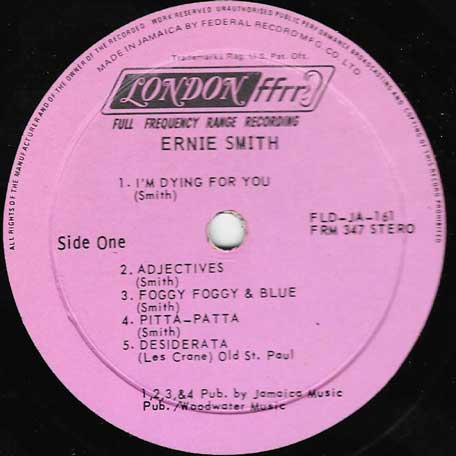 ALL RIGHTS OF THE MANUFACTURER AND OF THE OWNER OF THE RECORDED WORK RESERVED UNAUTHORISED PUBLIC PERFORMANCE BROADCASTING AND COPYING OF THIS RECORD PROHIBITED
MADE IN JAMAICA BY FEDERAL RECORD MFG. CO. LTD.
Trademarks Reg. U.S. Pat. Off.
LONDON ffrr
FULL FREQUENCY RANGE RECORDING
ERNIE SMITH
1. I'M DYING FOR YOU
(Smith)
FLD-JA-161
FRM 347 STERO
Side One
2. ADJECTIVES
(Smith)
3. FOGGY FOGGY & BLUE
(Smith)
4. PITTA-PATTA
(Smith)
5. DESIDERATA
(Les Crane) Old St. Paul
1,2,3,&4 Pub. by Jamaica Music
Pub. /Woodwater Music